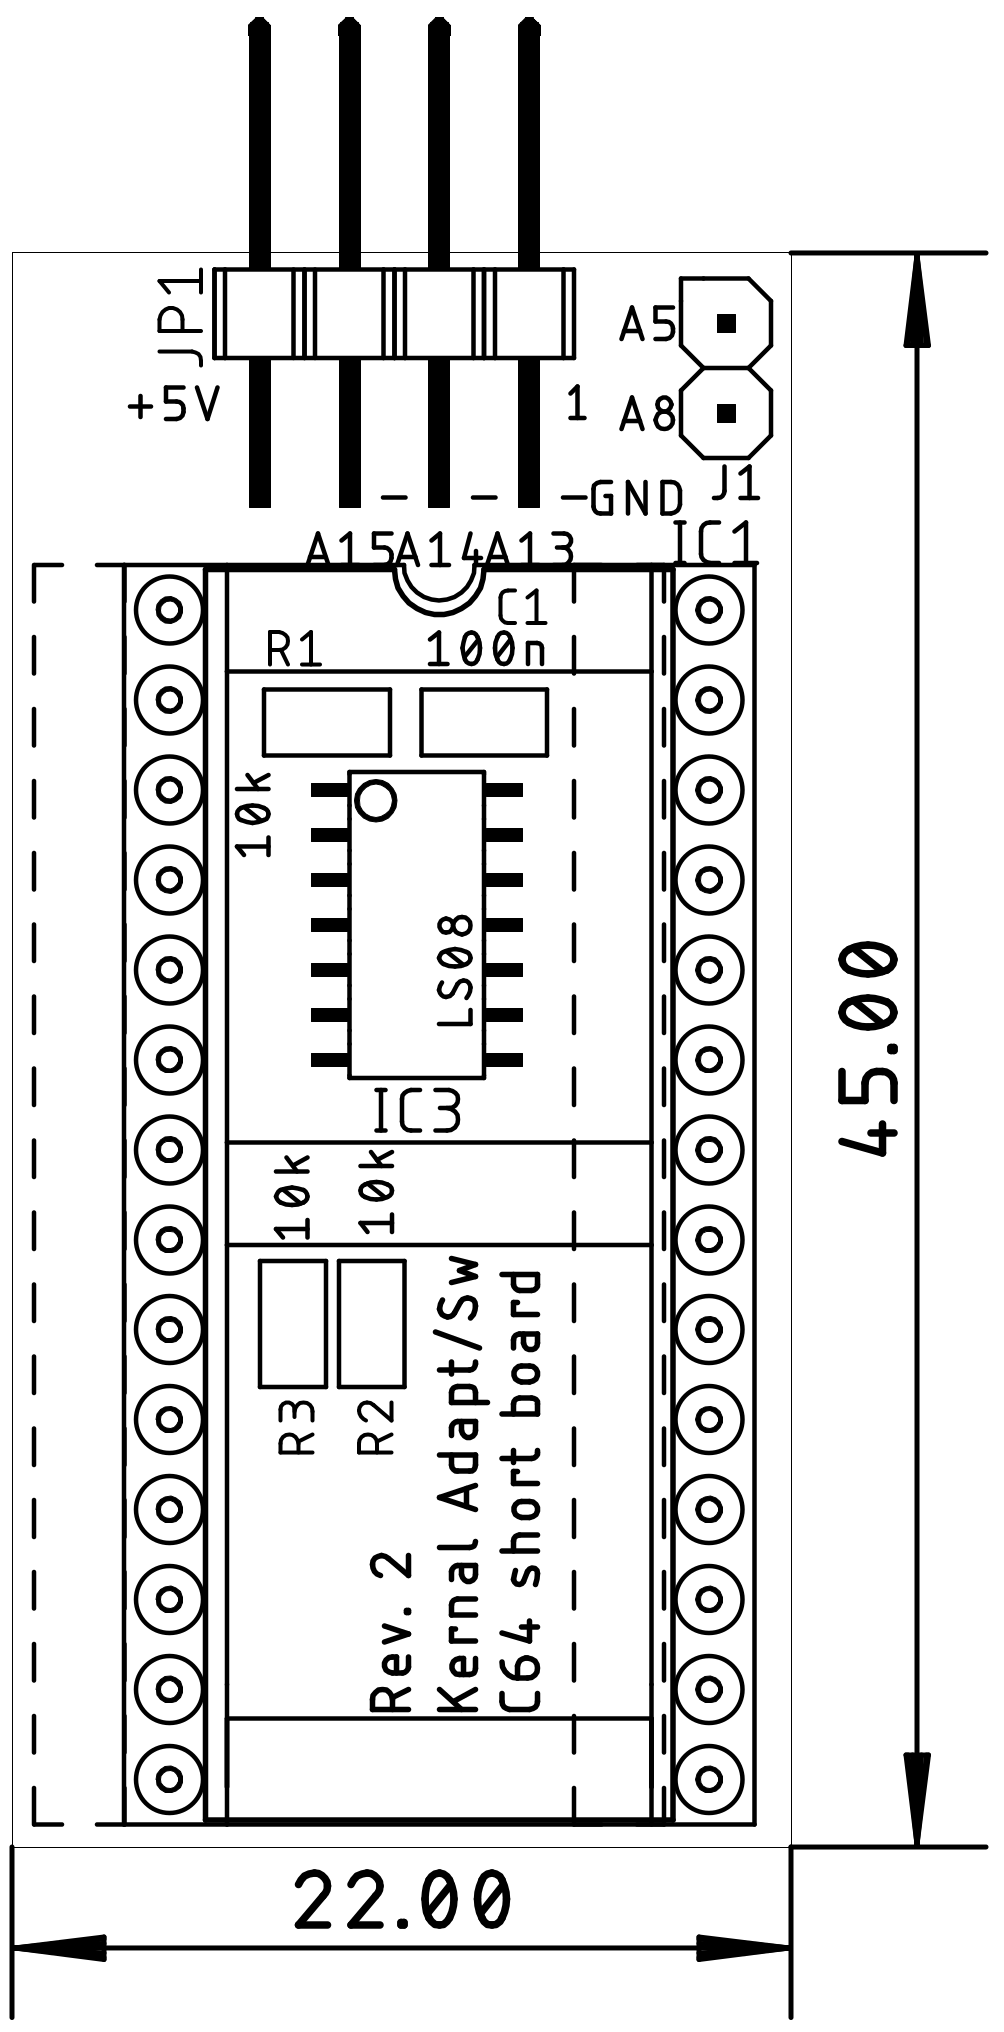 JP1
A5
+5V
1
A8
J1
-
-
-GND
A15A14A13
IC1
C1
R1
100n
10k
LS08
IC3
10k
10k
R3
R2
Rev. 2
Kernal Adapt/Sw
C64 short board
45.00
22.00